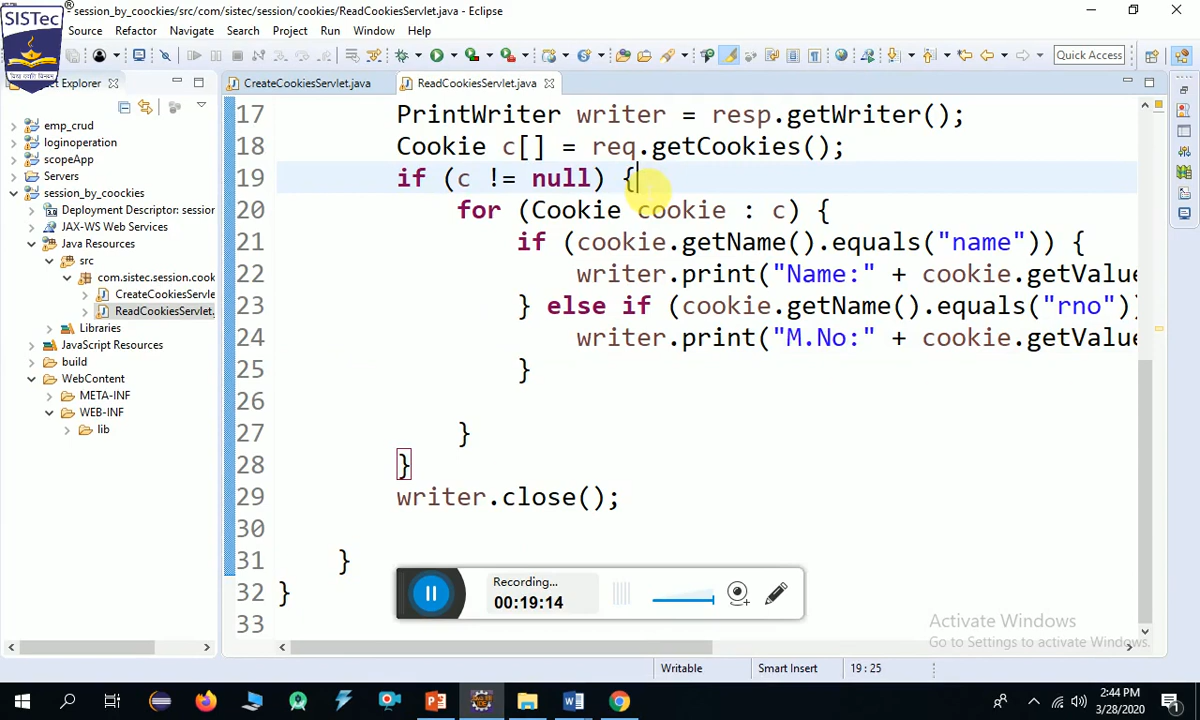 SISTec
session_by_coockies/src/com/sistec/session/cookies/ReadCookiesServlet.java - Eclipse
Source Refactor Navigate Search Project Run Window Help
Quick Access
Explorer
CreateCookiesServlet.java
ReadCookiesServlet.java
emp_crud
loginoperation
scopeApp
Servers
session_by_coockies
Deployment Descriptor: session
JAX-WS Web Services
Java Resources
src
com.sistec.session.cook
CreateCookiesServle
ReadCookiesServlet.
Libraries
JavaScript Resources
build
WebContent
META-INF
WEB-INF
lib
17 PrintWriter writer = resp.getWriter();
18 Cookie c[] = req.getCookies();
19 if (c != null) {
20 for (Cookie cookie : c) {
21 if (cookie.getName().equals("name")) {
22 writer.print("Name:" + cookie.getValue
23 } else if (cookie.getName().equals("rno"))
24 writer.print("M.No:" + cookie.getValue
25 }
26
27 }
28 }
29 writer.close();
30
31 }
32 }
33
Recording...
00:19:14
Activate Windows
Go to Settings to activate Windows.
Writable Smart Insert 19 : 25
2:44 PM
3/28/2020
1